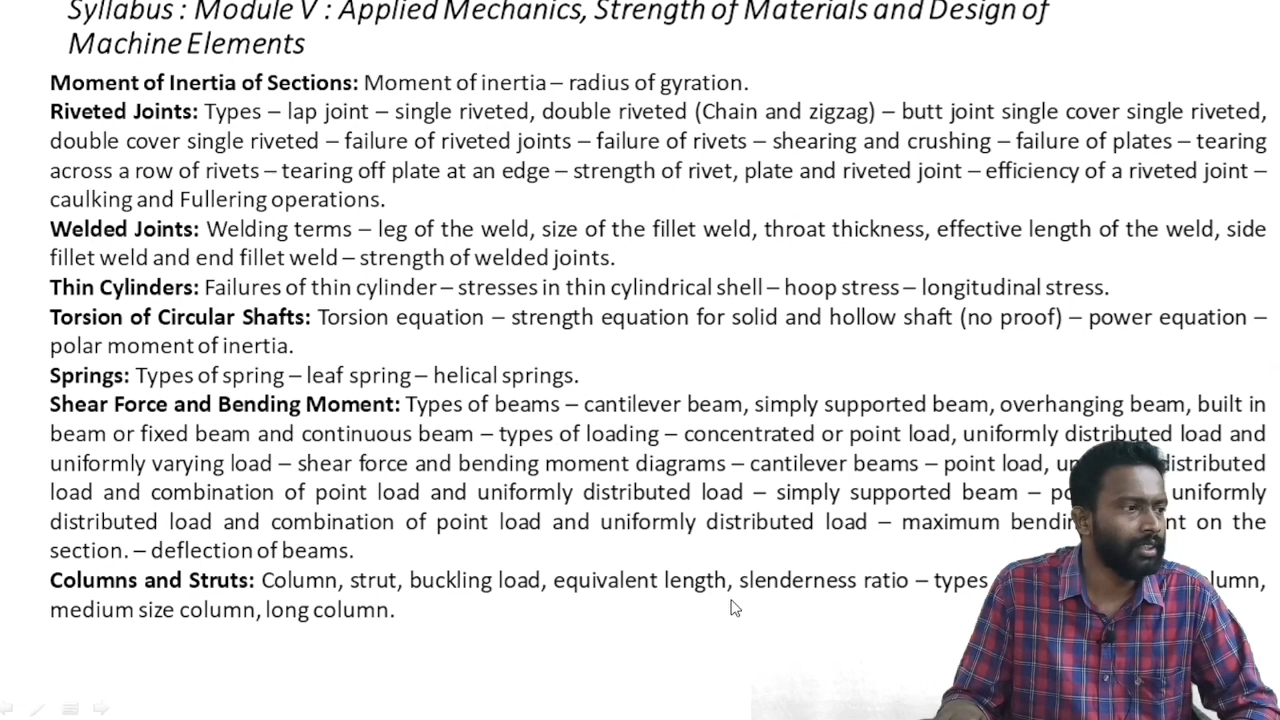 Syllabus : Module V : Applied Mechanics, Strength of Materials and Design of
Machine Elements
Moment of Inertia of Sections: Moment of inertia – radius of gyration.
Riveted Joints: Types – lap joint – single riveted, double riveted (Chain and zigzag) – butt joint single cover single riveted,
double cover single riveted – failure of riveted joints – failure of rivets – shearing and crushing – failure of plates – tearing
across a row of rivets – tearing off plate at an edge – strength of rivet, plate and riveted joint – efficiency of a riveted joint –
caulking and Fullering operations.
Welded Joints: Welding terms – leg of the weld, size of the fillet weld, throat thickness, effective length of the weld, side
fillet weld and end fillet weld – strength of welded joints.
Thin Cylinders: Failures of thin cylinder – stresses in thin cylindrical shell – hoop stress – longitudinal stress.
Torsion of Circular Shafts: Torsion equation – strength equation for solid and hollow shaft (no proof) – power equation –
polar moment of inertia.
Springs: Types of spring – leaf spring – helical springs.
Shear Force and Bending Moment: Types of beams – cantilever beam, simply supported beam, overhanging beam, built in
beam or fixed beam and continuous beam – types of loading – concentrated or point load, uniformly distributed load and
uniformly varying load – shear force and bending moment diagrams – cantilever beams – point load, distributed
load and combination of point load and uniformly distributed load – simply supported beam – uniformly
distributed load and combination of point load and uniformly distributed load – maximum on the
section. – deflection of beams.
Columns and Struts: Column, strut, buckling load, equivalent length, slenderness ratio – types
medium size column, long column.